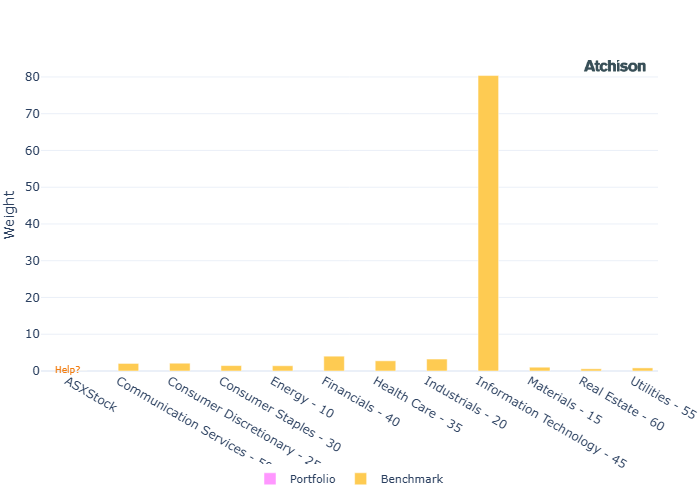 Atchison
Weight
80
70
60
50
40
30
20
10
0
Help?
ASXStock
Communication Services - 
Consumer Discretionary - 25
Consumer Staples - 30
Energy - 10
Financials - 40
Health Care - 35
Industrials - 20
Information Technology - 45
Materials - 15
Real Estate - 60
Utilities - 55
Portfolio
Benchmark